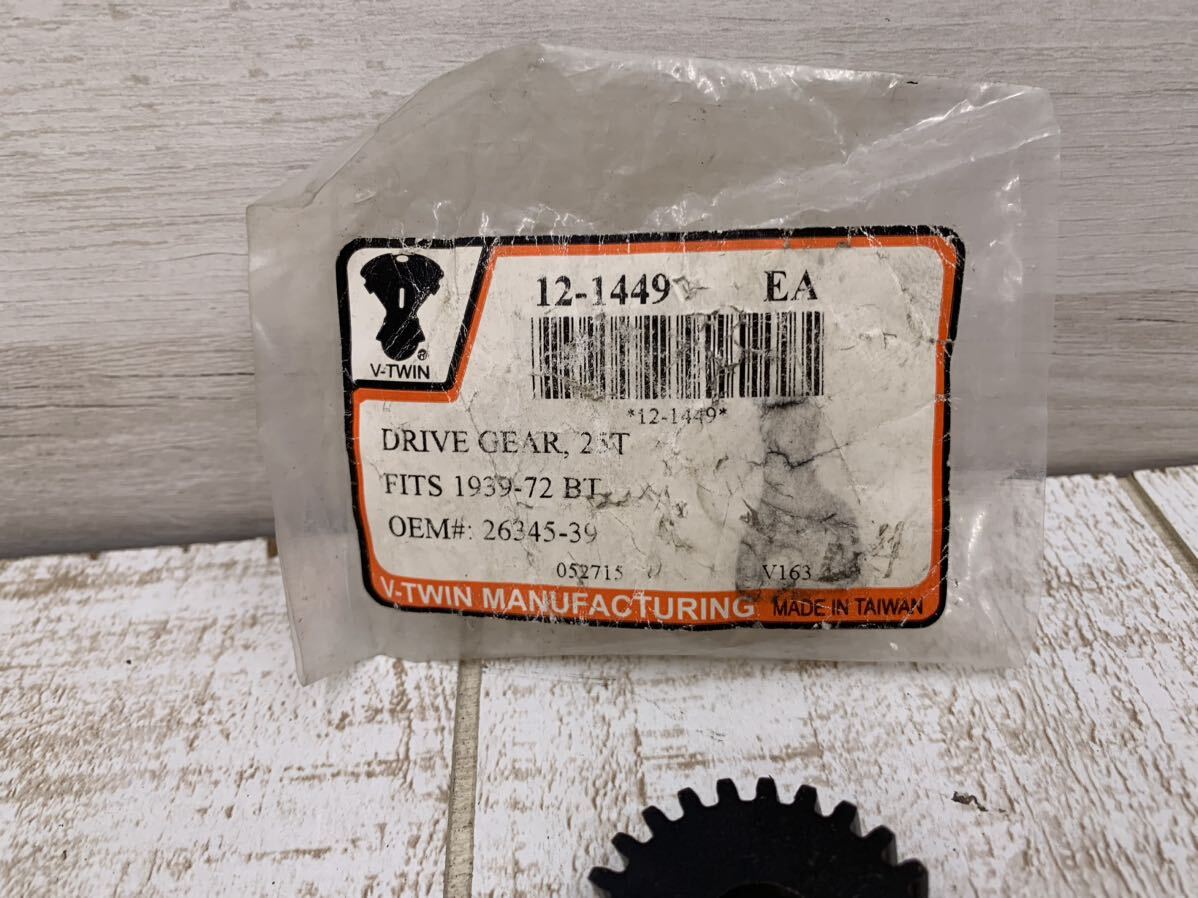 12-1449 EA
*12-1449*
® V-TWIN
DRIVE GEAR, 25T
FITS 1939-72 BT
OEM#: 26345-39
052715 V163
V-TWIN MANUFACTURING MADE IN TAIWAN